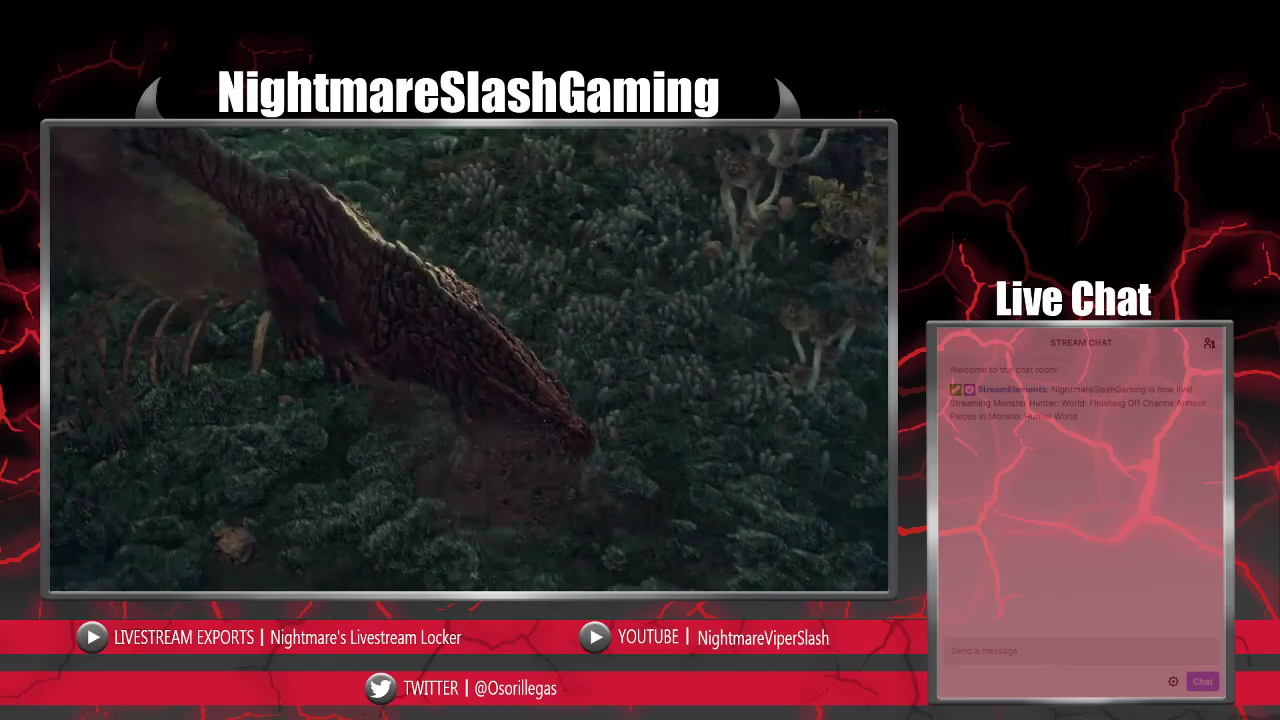 NightmareSlashGaming
Live Chat
STREAM CHAT
Welcome to the chat room!
StreamElements: NightmareSlashGaming is now live!
Streaming Monster Hunter: World: Finishing Off Charms Armour
Pieces in Monster Hunter World
Send a message
Chat
LIVESTREAM EXPORTS | Nightmare's Livestream Locker
YOUTUBE | NightmareViperSlash
TWITTER | @Osorillegas